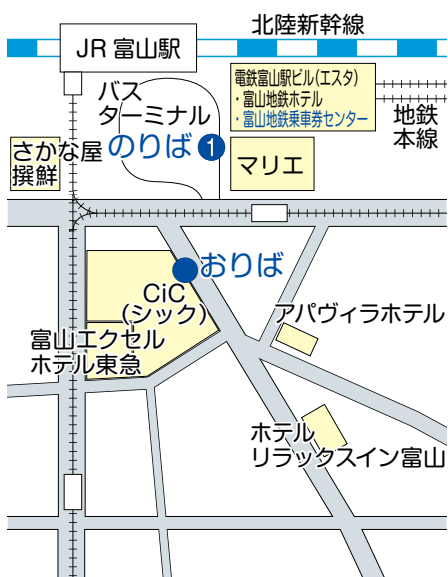 北陸新幹線
JR 富山駅
電鉄富山駅ビル(エスタ)
・富山地鉄ホテル
・富山地鉄乗車券センター
バス
ターミナル
地鉄
本線
のりば 1
さかな屋
撰鮮
マリエ
おりば
CiC
(シック)
アパヴィラホテル
富山エクセル
ホテル東急
ホテル
リラックスイン富山